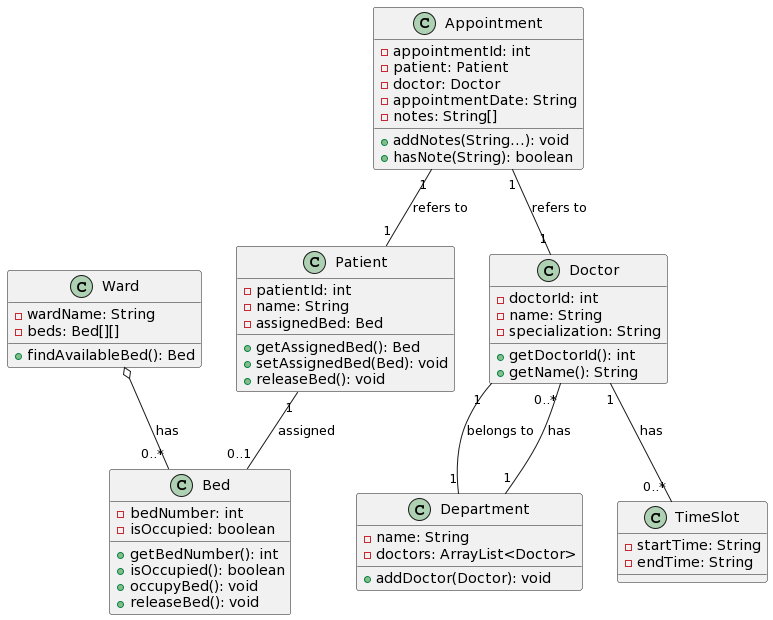 C Appointment
appointmentId: int
patient: Patient
doctor: Doctor
appointmentDate: String
notes: String[]
addNotes(String...): void
hasNote(String): boolean
1
1
refers to
refers to
1
1
C Ward
wardName: String
beds: Bed[][]
findAvailableBed(): Bed
C Patient
patientId: int
name: String
assignedBed: Bed
getAssignedBed(): Bed
setAssignedBed(Bed): void
releaseBed(): void
C Doctor
doctorId: int
name: String
specialization: String
getDoctorId(): int
getName(): String
has
0..*
1
assigned
0..1
1
belongs to
1
0..*
has
1
1
has
0..*
C Bed
bedNumber: int
isOccupied: boolean
getBedNumber(): int
isOccupied(): boolean
occupyBed(): void
releaseBed(): void
C Department
name: String
doctors: ArrayList<Doctor>
addDoctor(Doctor): void
C TimeSlot
startTime: String
endTime: String